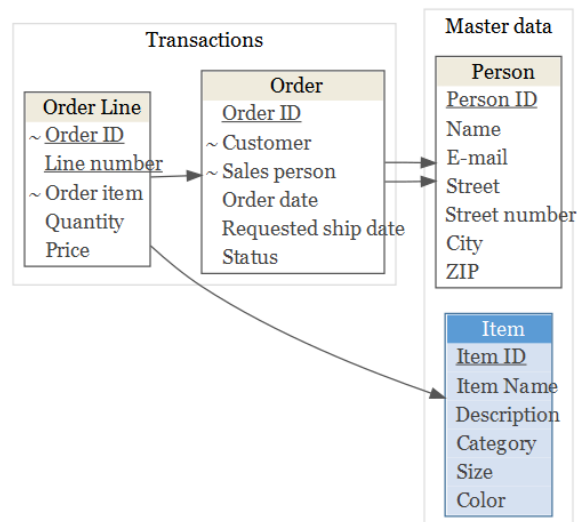 Transactions
Order Line
~ Order ID
Line number
~ Order item
Quantity
Price
Order
Order ID
~ Customer
~ Sales person
Order date
Requested ship date
Status
Master data
Person
Person ID
Name
E-mail
Street
Street number
City
ZIP
Item
Item ID
Item Name
Description
Category
Size
Color